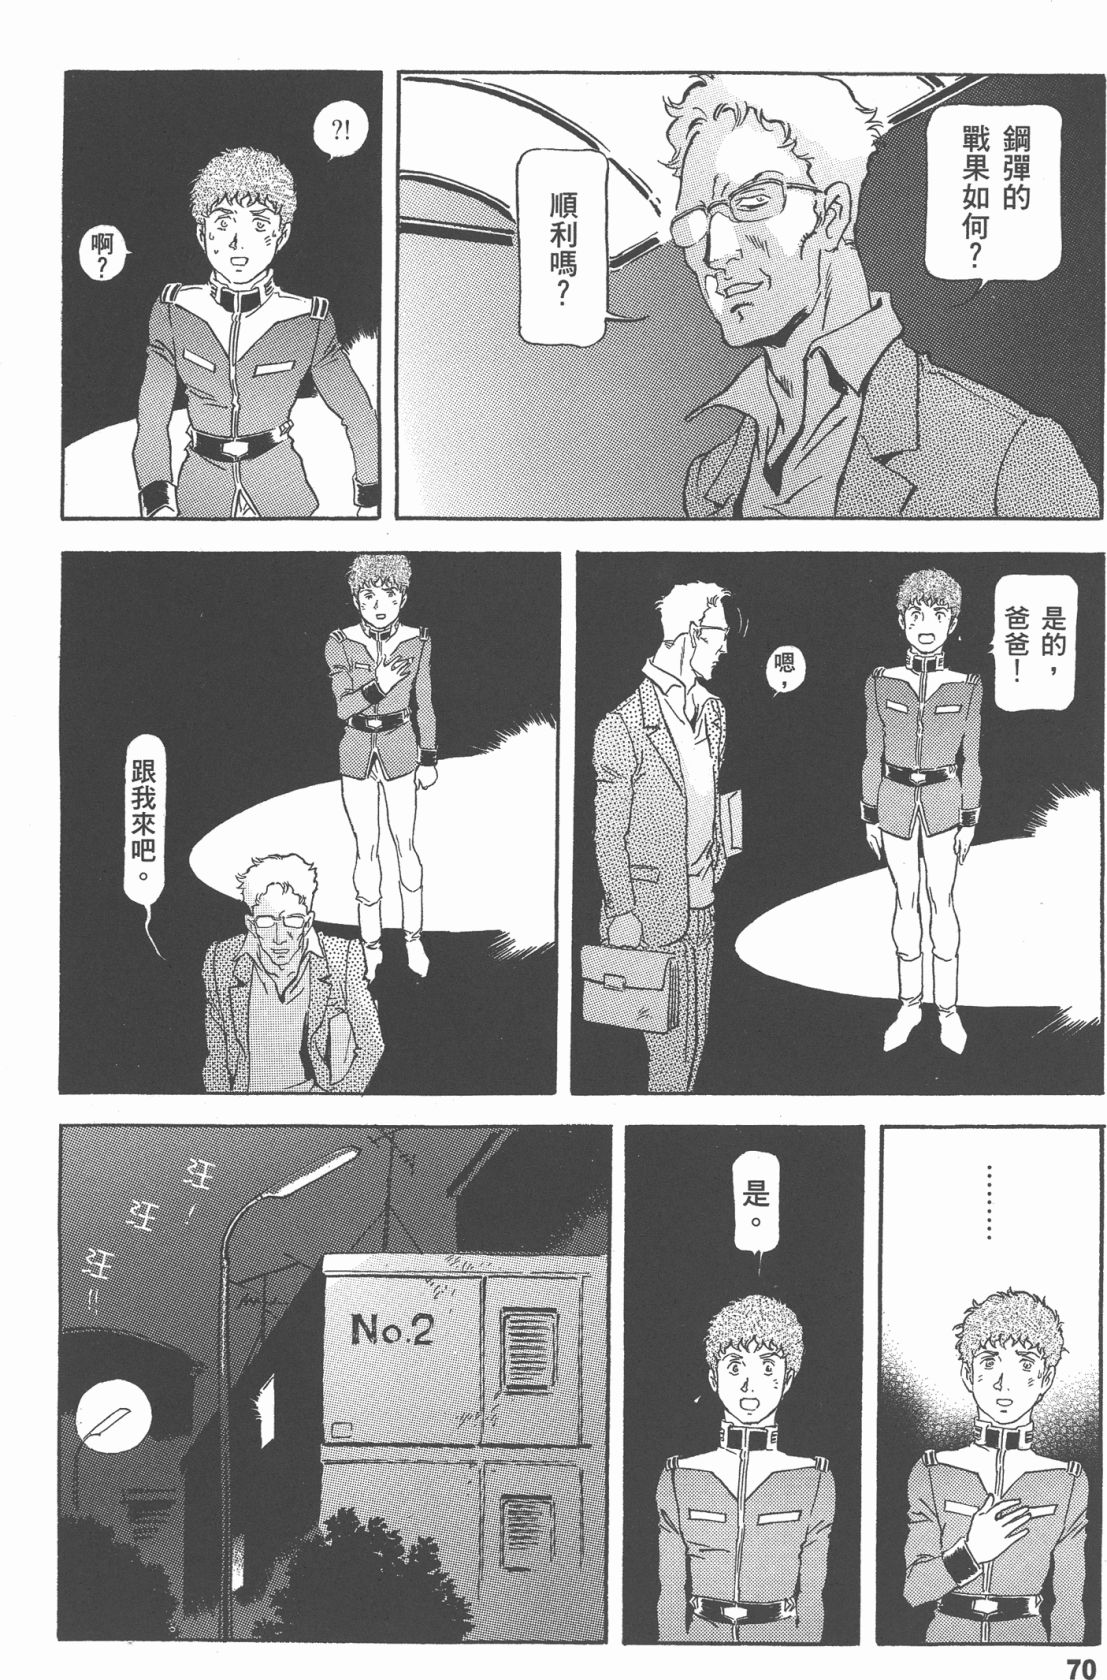 鋼彈的
戰果如何？
順利嗎？
?!
啊？
是的，
爸爸！
嗯，
跟我來吧。
………
是。
汪！
汪
汪!!
No.2
70